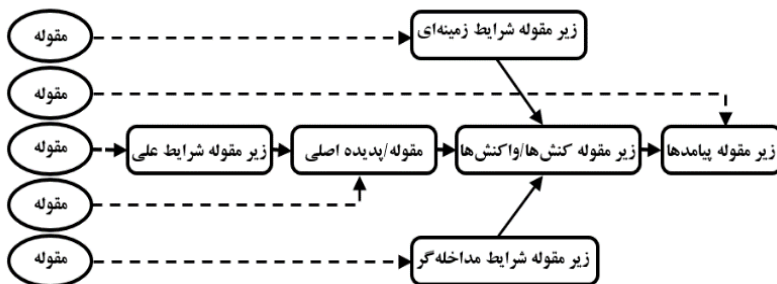 مقوله
زیر مقوله شرایط زمینه‌ای
مقوله
مقوله
زیر مقوله شرایط علی
مقوله/پدیده اصلی
زیر مقوله کنش‌ها/واکنش‌ها
زیر مقوله پیامدها
مقوله
مقوله
زیر مقوله شرایط مداخله‌گر